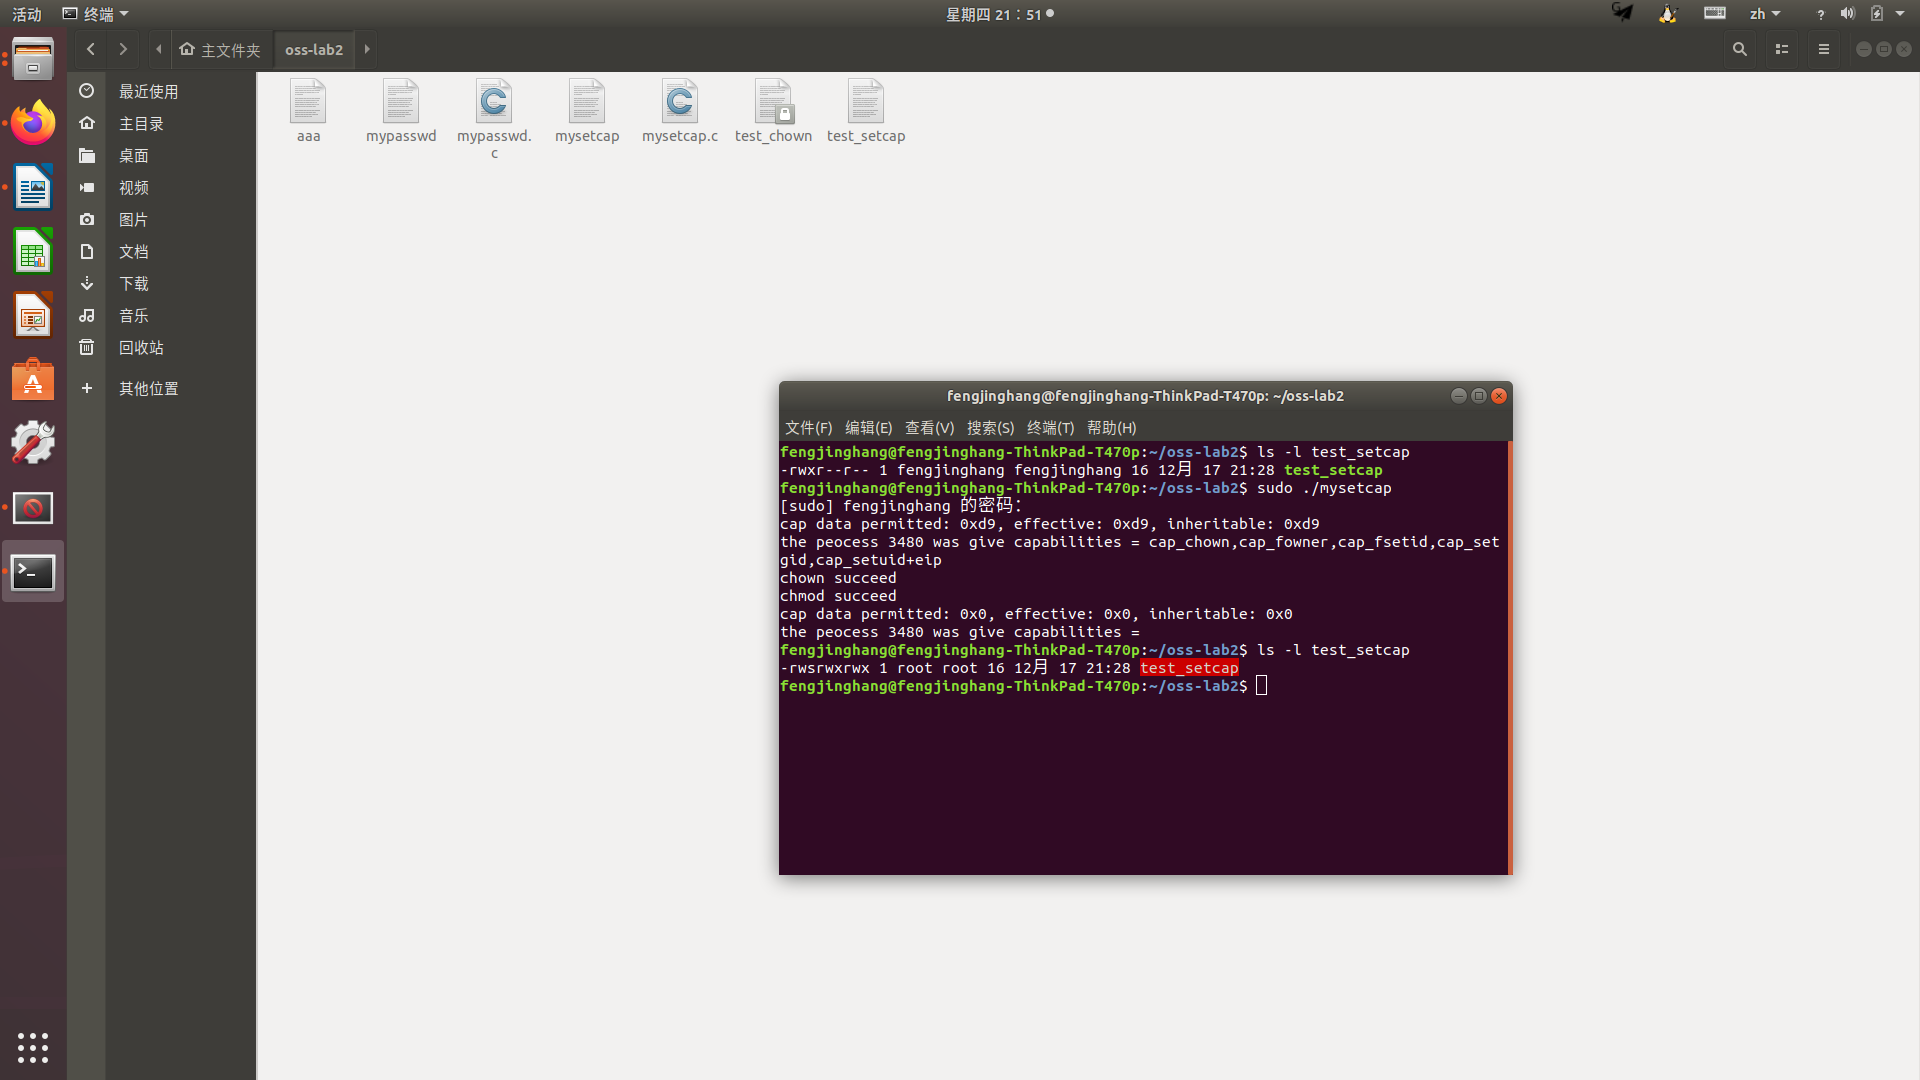 活动
终端
星期四 21：51
zh
主文件夹
oss-lab2
最近使用
主目录
桌面
视频
图片
文档
下载
音乐
回收站
其他位置
aaa
mypasswd
mypasswd.
c
mysetcap
mysetcap.c
test_chown
test_setcap
fengjinghang@fengjinghang-ThinkPad-T470p: ~/oss-lab2
文件(F) 编辑(E) 查看(V) 搜索(S) 终端(T) 帮助(H)
fengjinghang@fengjinghang-ThinkPad-T470p:~/oss-lab2$ ls -l test_setcap
-rwxr--r-- 1 fengjinghang fengjinghang 16 12月 17 21:28 test_setcap
fengjinghang@fengjinghang-ThinkPad-T470p:~/oss-lab2$ sudo ./mysetcap
[sudo] fengjinghang 的密码：
cap data permitted: 0xd9, effective: 0xd9, inheritable: 0xd9
the peocess 3480 was give capabilities = cap_chown,cap_fowner,cap_fsetid,cap_set
gid,cap_setuid+eip
chown succeed
chmod succeed
cap data permitted: 0x0, effective: 0x0, inheritable: 0x0
the peocess 3480 was give capabilities =
fengjinghang@fengjinghang-ThinkPad-T470p:~/oss-lab2$ ls -l test_setcap
-rwsrwxrwx 1 root root 16 12月 17 21:28 test_setcap
fengjinghang@fengjinghang-ThinkPad-T470p:~/oss-lab2$